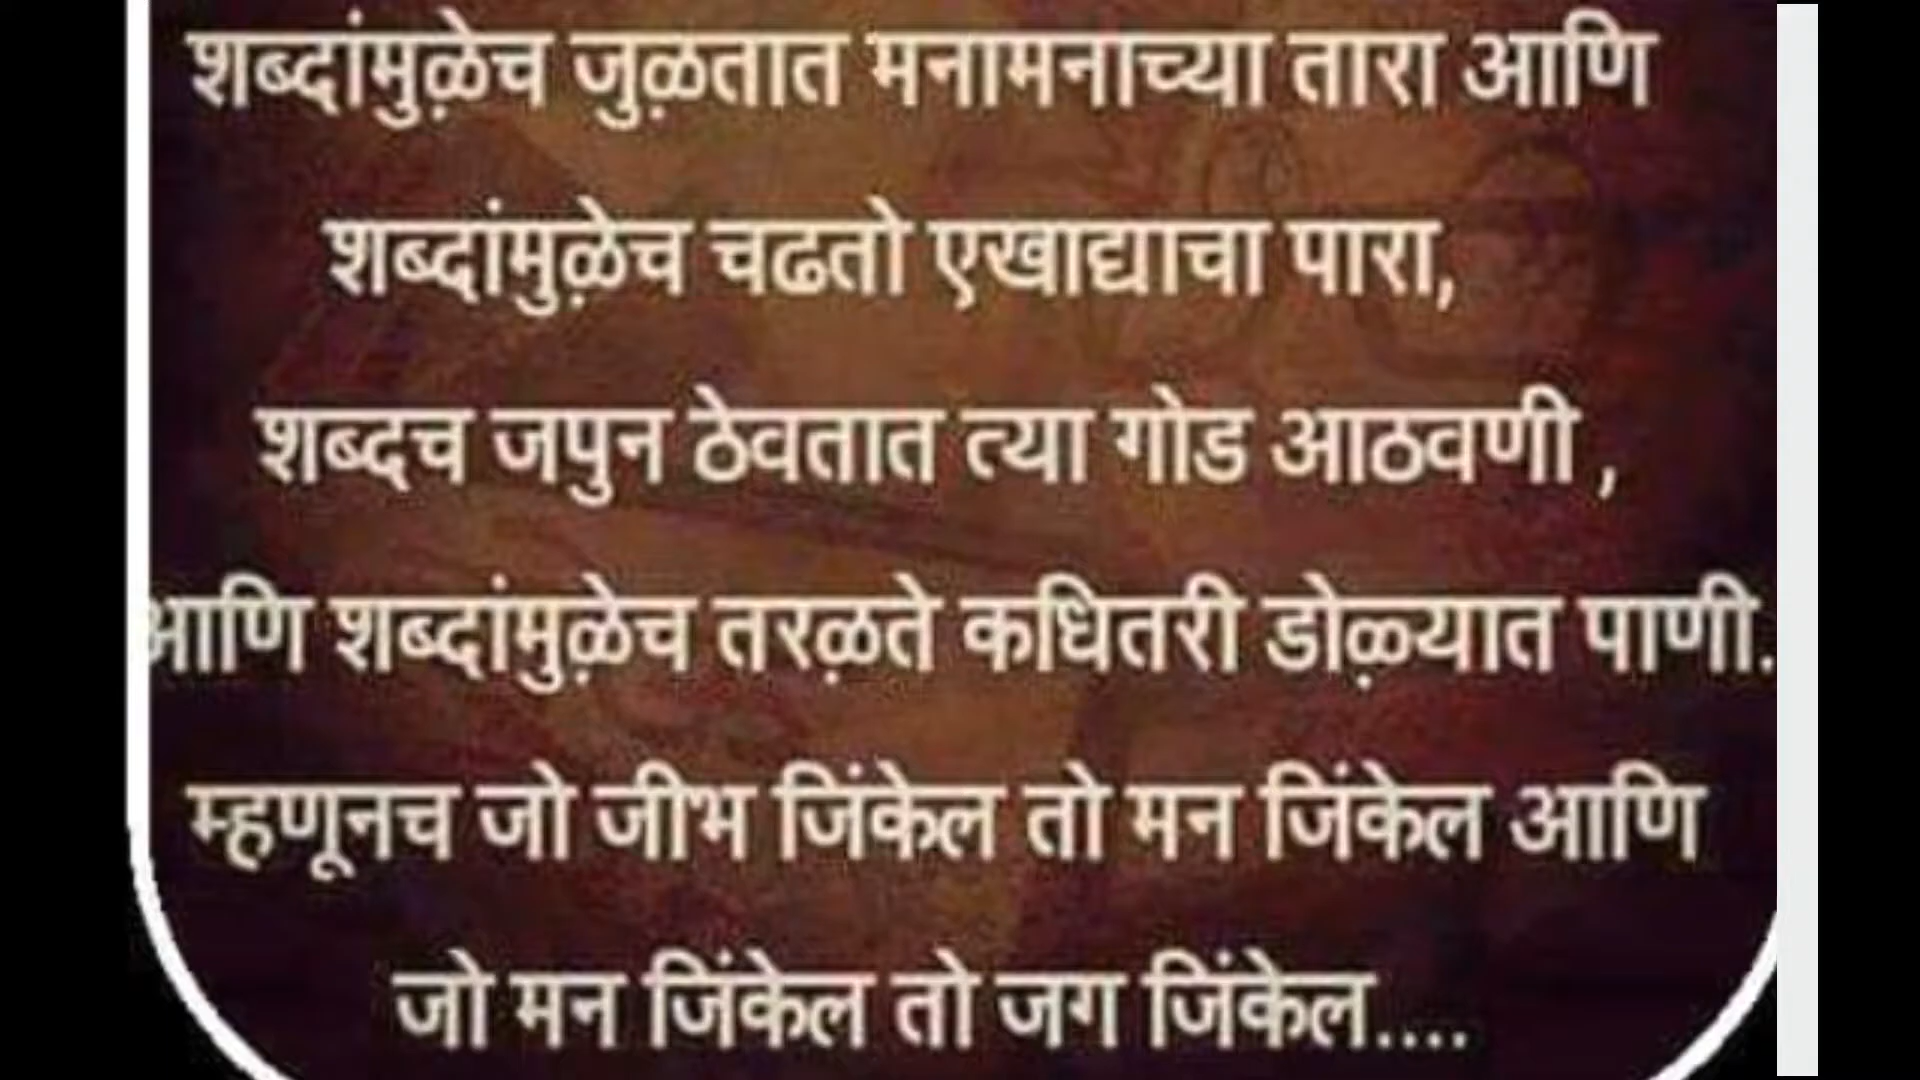 शब्दांमुळेच जुळतात मनामनाच्या तारा आणि
शब्दांमुळेच चढतो एखाद्याचा पारा,
शब्दच जपुन ठेवतात त्या गोड आठवणी ,
आणि शब्दांमुळेच तरळते कधितरी डोळ्यात पाणी.
म्हणूनच जो जीभ जिंकेल तो मन जिंकेल आणि
जो मन जिंकेल तो जग जिंकेल....